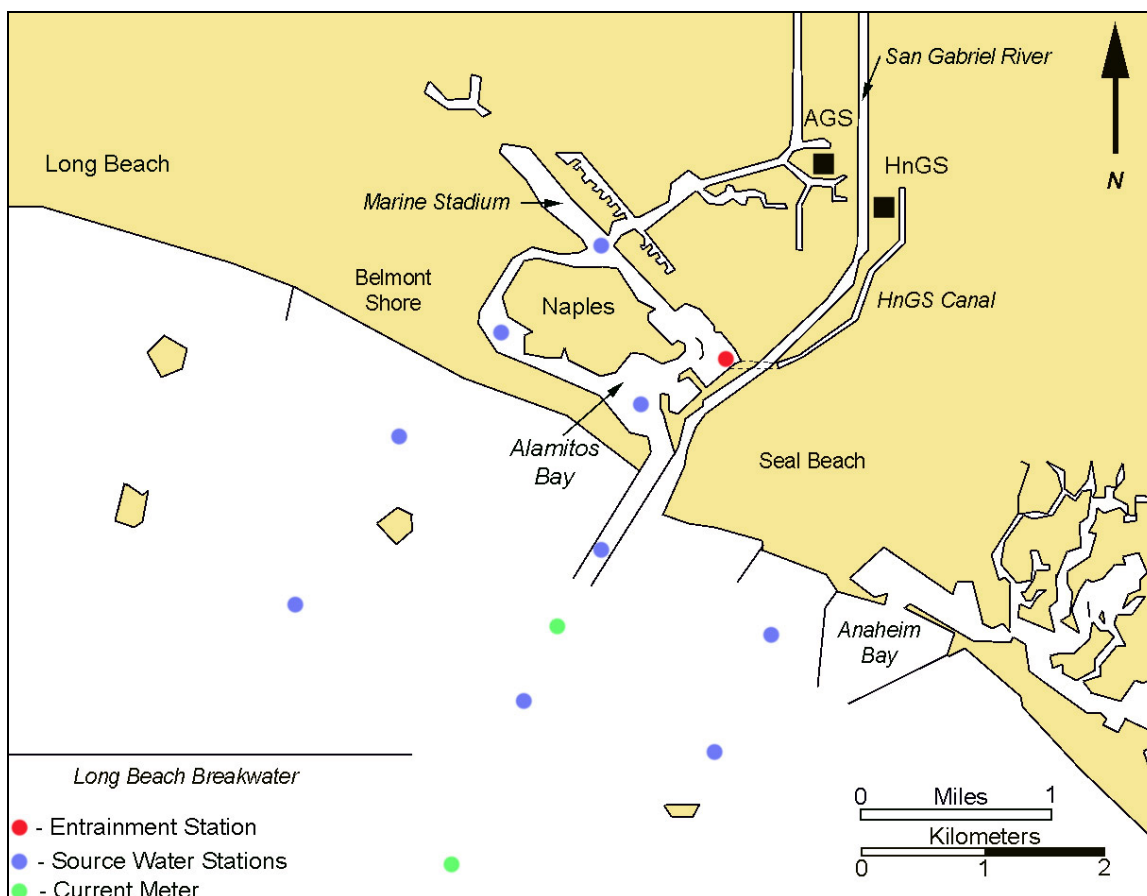 San Gabriel River
AGS
HnGS
N
Long Beach
Marine Stadium
Belmont
Shore
Naples
HnGS Canal
Alamitos
Bay
Seal Beach
Anaheim
Bay
Long Beach Breakwater
- Entrainment Station
- Source Water Stations
- Current Meter
0 Miles 1
Kilometers
0 1 2